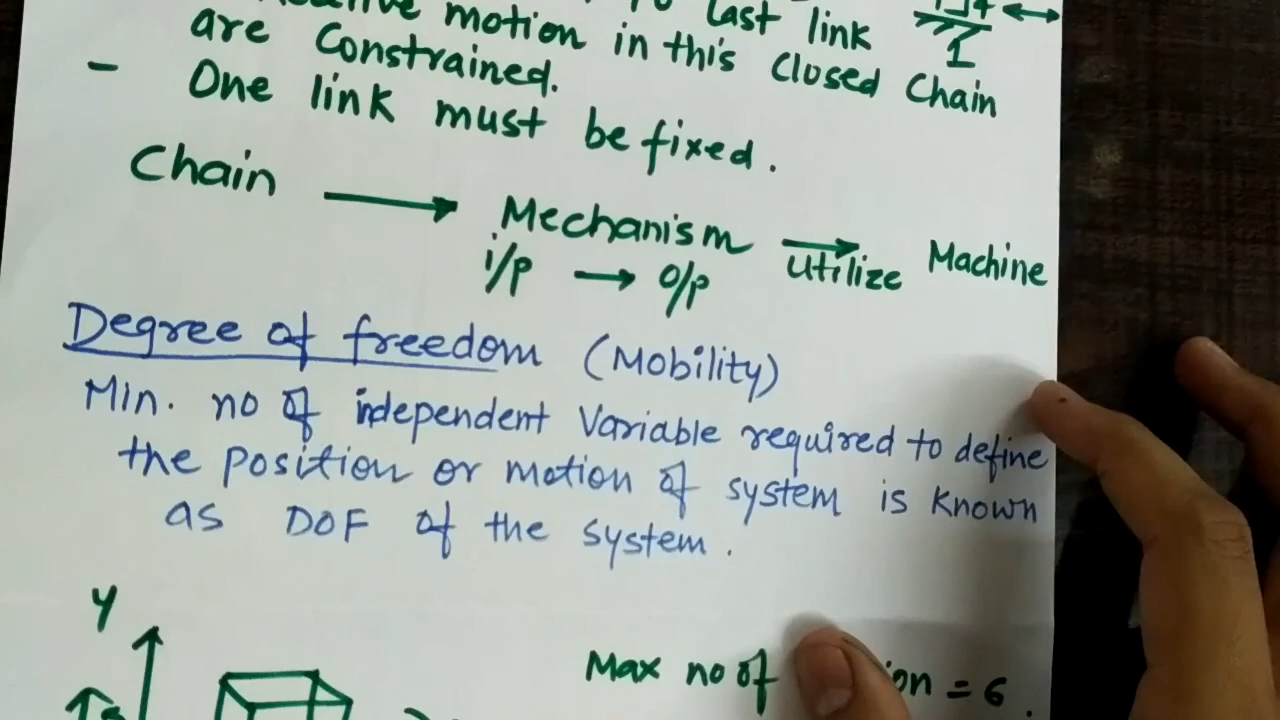 to last link
motion in this closed Chain
are Constrained.
- One link must be fixed.
1
Chain → Mechanism → Machine
i/p → o/p utilize
Degree of freedom (Mobility)
Min. no of independent Variable required to define
the position or motion of system is known
as DOF of the system.
Y
Max no of = 6.